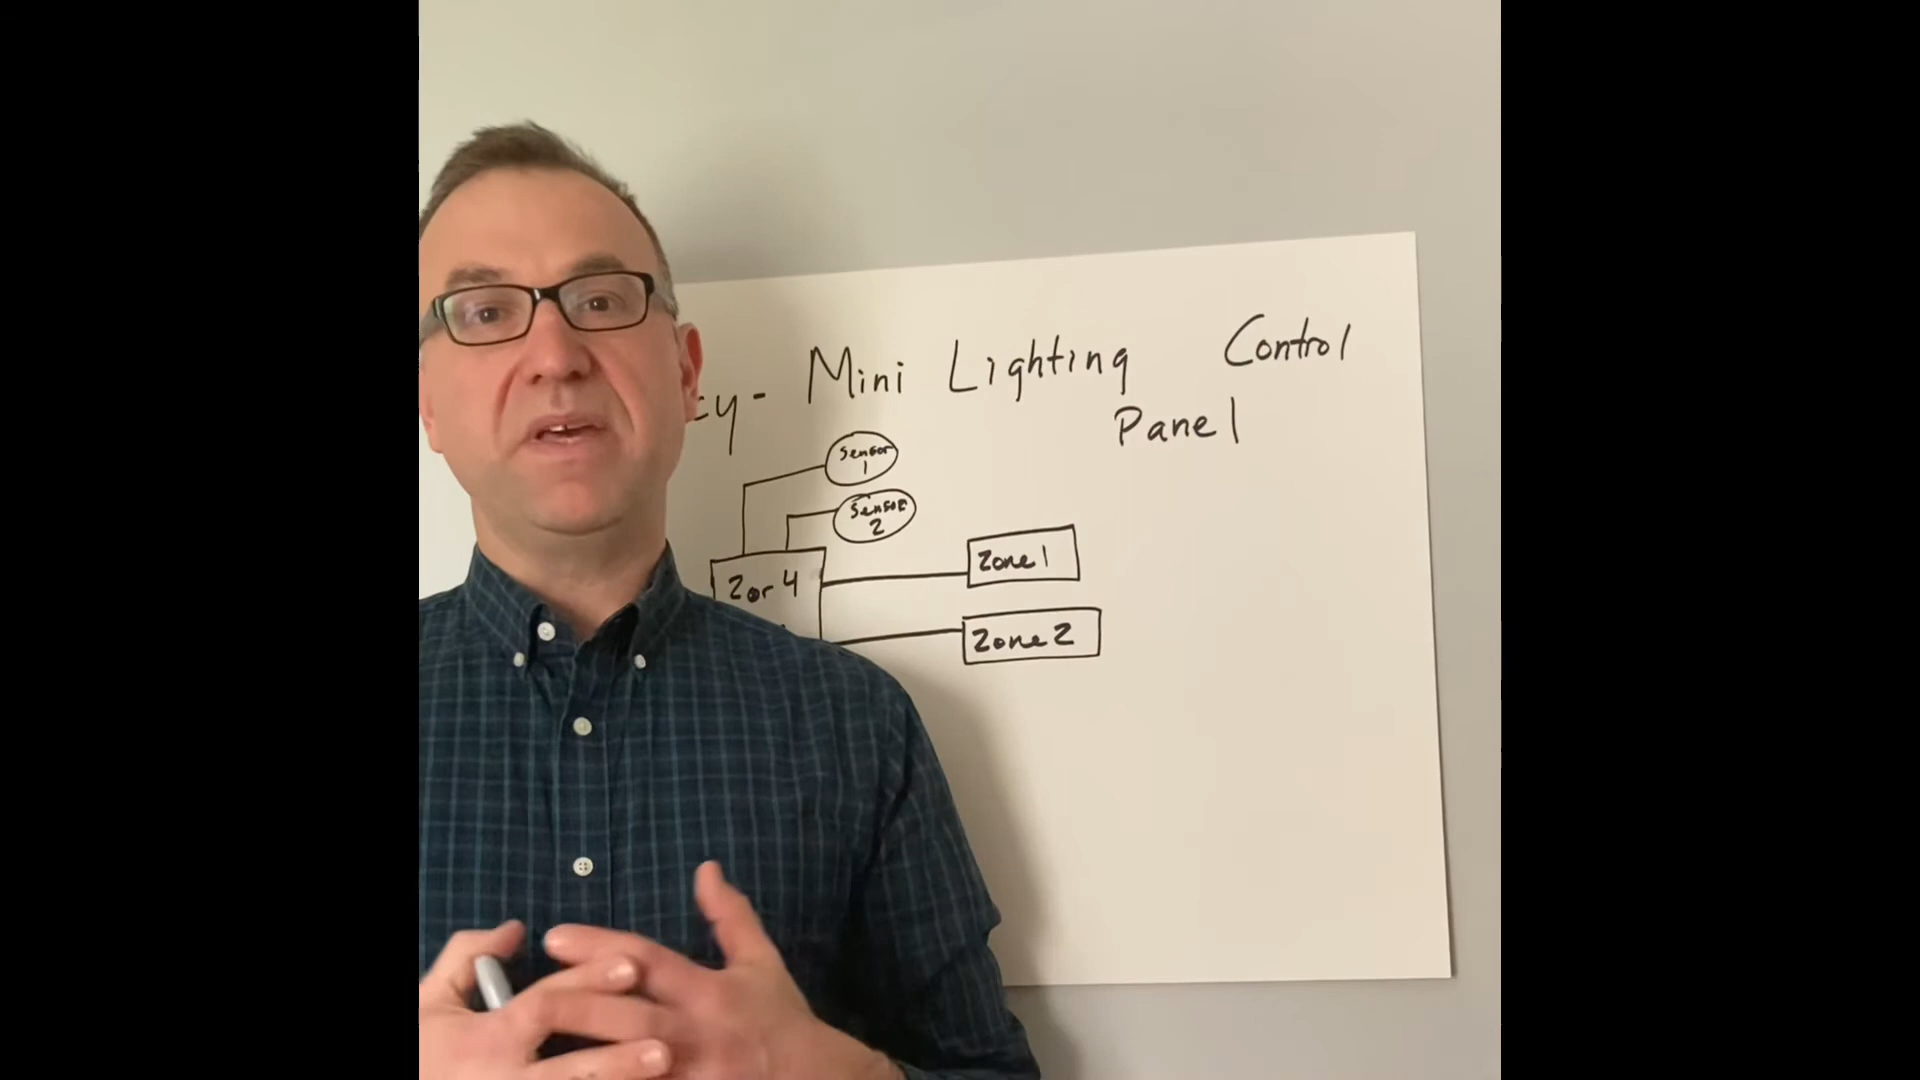 cy- Mini Lighting Control
Panel
Sensor
1
Sensor
2
2 or 4
Zone 1
Zone 2